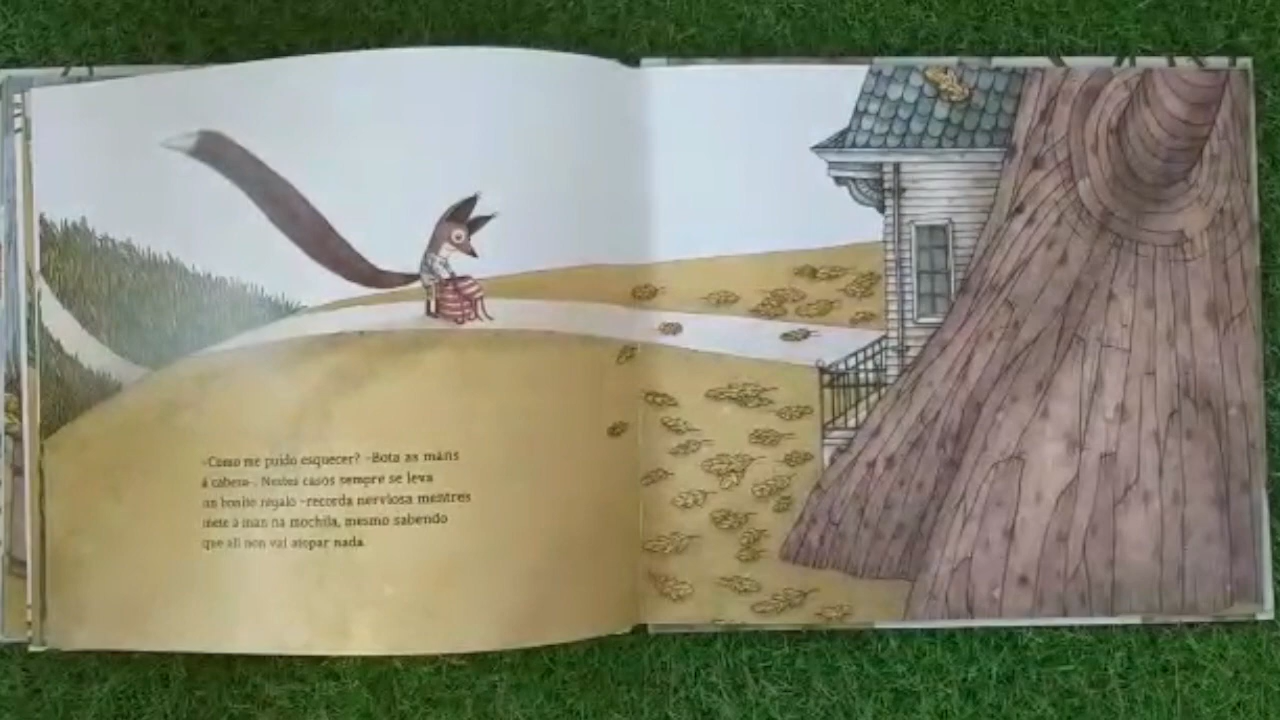 –Como me puido esquecer? –Bota as mans
á cabeza–. Nestes casos sempre se leva
un bonito regalo –recorda nerviosa mentres
mete a man na mochila, mesmo sabendo
que alí non vai atopar nada.